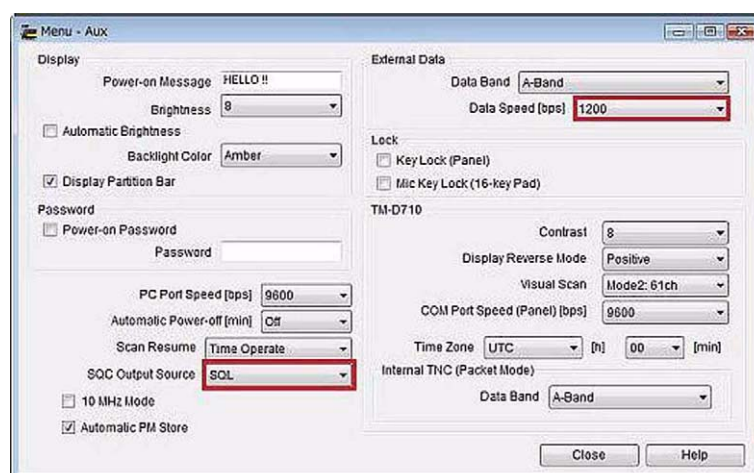 Menu - Aux
Display
Power-on Message HELLO !!
Brightness 8
Automatic Brightness
Backlight Color Amber
Display Partition Bar
Password
Power-on Password
Password
PC Port Speed [bps] 9600
Automatic Power-off [min] Off
Scan Resume Time Operate
SQC Output Source SQL
10 MHz Mode
Automatic PM Store
External Data
Data Band A-Band
Data Speed [bps] 1200
Lock
Key Lock (Panel)
Mic Key Lock (16-key Pad)
TM-D710
Contrast 8
Display Reverse Mode Positive
Visual Scan Mode2: 61ch
COM Port Speed (Panel) [bps] 9600
Time Zone UTC [h] 00 [min]
Internal TNC (Packet Mode)
Data Band A-Band
Close Help